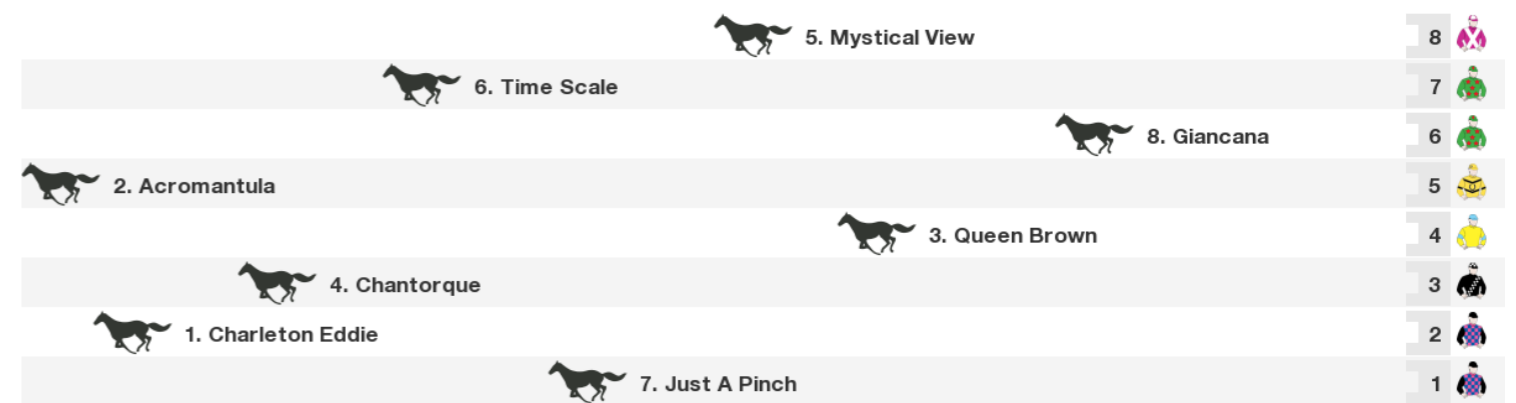 5. Mystical View 8
6. Time Scale 7
8. Giancana 6
2. Acromantula 5
3. Queen Brown 4
4. Chantorque 3
1. Charleton Eddie 2
7. Just A Pinch 1